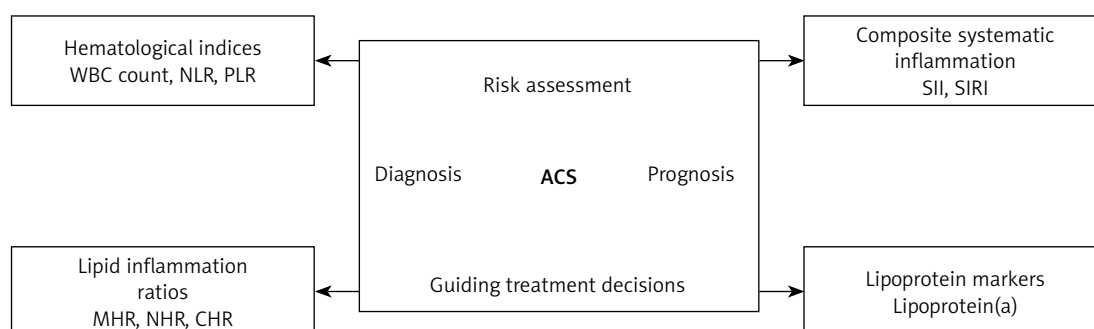 Hematological indices
WBC count, NLR, PLR
Composite systematic
inflammation
SII, SIRI
Risk assessment
Diagnosis
ACS
Prognosis
Guiding treatment decisions
Lipid inflammation
ratios
MHR, NHR, CHR
Lipoprotein markers
Lipoprotein(a)